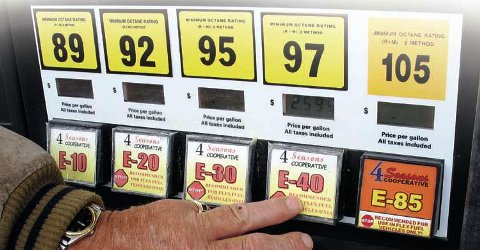 MINIMUM OCTANE RATING
(R+M)/2 METHOD
89
MINIMUM OCTANE RATING
(R+M)/2 METHOD
92
MINIMUM OCTANE RATING
(R+M)/2 METHOD
95
MINIMUM OCTANE RATING
(R+M)/2 METHOD
97
MINIMUM OCTANE RATING
(R+M)/2 METHOD
105
$
Price per gallon
All taxes included
$
Price per gallon
All taxes included
$
Price per gallon
All taxes included
$
Price per gallon
All taxes included
$
Price per gallon
All taxes included
4 Seasons
COOPERATIVE
E-10
4 Seasons
COOPERATIVE
E-20
STOP
RECOMMENDED
FOR FLEX FUEL
VEHICLES ONLY
4 Seasons
COOPERATIVE
E-30
STOP
RECOMMENDED
FOR FLEX FUEL
VEHICLES ONLY
4 Seasons
COOPERATIVE
E-40
RECOMMENDED
4 Seasons
COOPERATIVE
E-85
STOP
RECOMMENDED FOR
USE IN FLEX FUEL
VEHICLES ONLY!